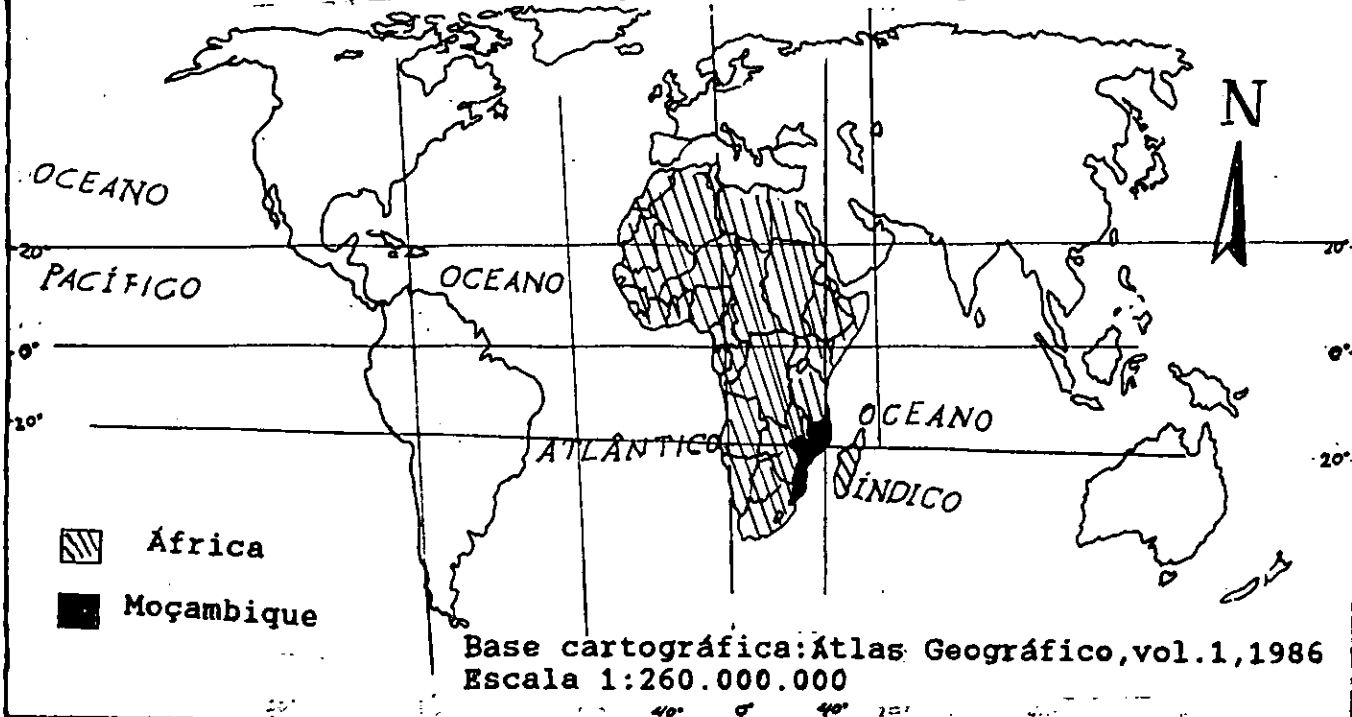 N
OCEANO
20° 20°
PACÍFICO OCEANO
0° 0°
20° OCEANO
ATLÂNTICO 20°
ÍNDICO
África
Moçambique
Base cartográfica:Atlas Geográfico,vol.1,1986
Escala 1:260.000.000
40° 0° 40°